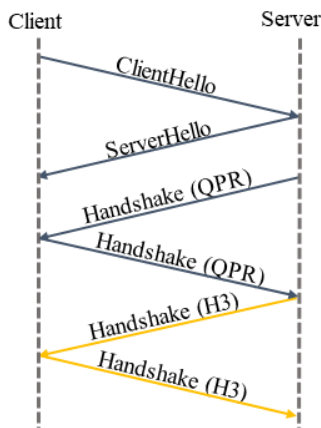 Client
Server
ClientHello
ServerHello
Handshake (QPR)
Handshake (QPR)
Handshake (H3)
Handshake (H3)